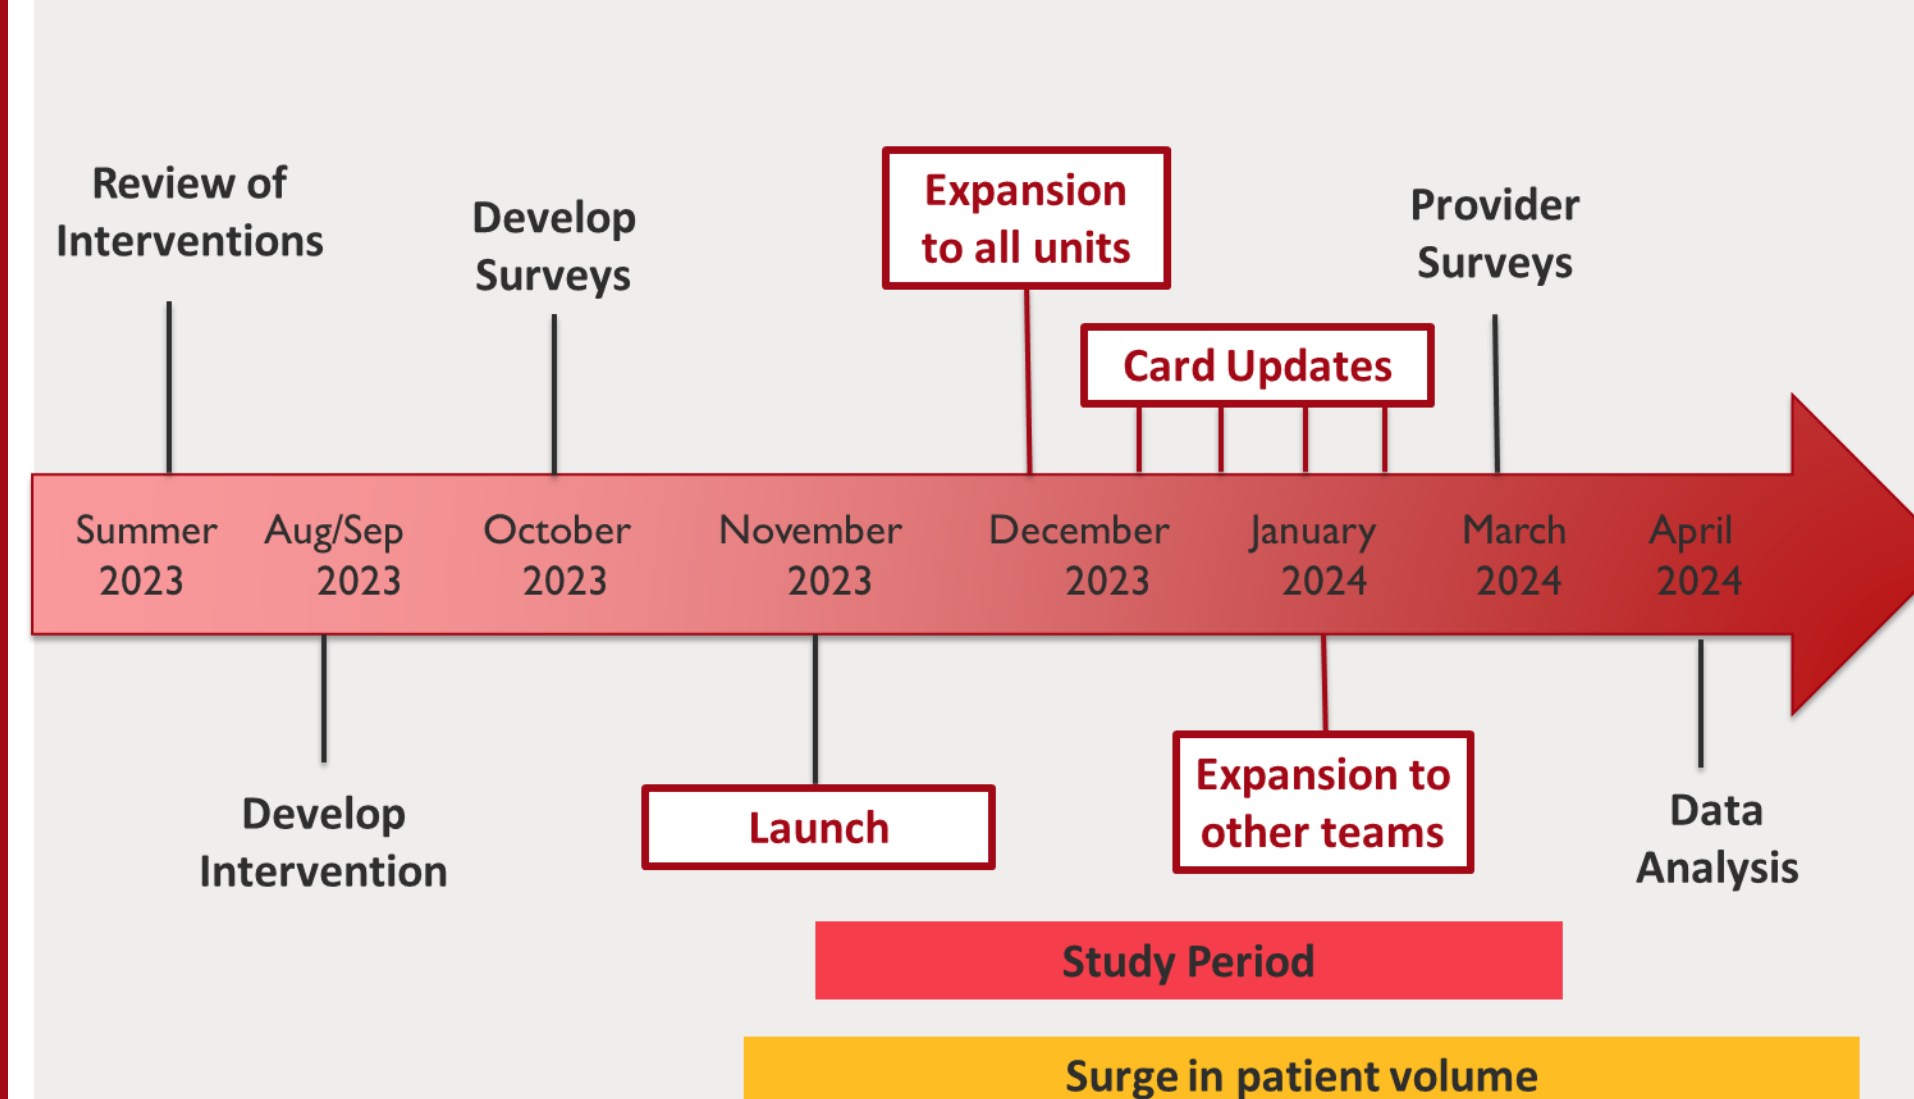 Review of
Interventions
Develop
Surveys
Expansion
to all units
Provider
Surveys
Card Updates
Summer
2023
Aug/Sep
2023
October
2023
November
2023
December
2023
January
2024
March
2024
April
2024
Develop
Intervention
Launch
Expansion to
other teams
Data
Analysis
Study Period
Surge in patient volume